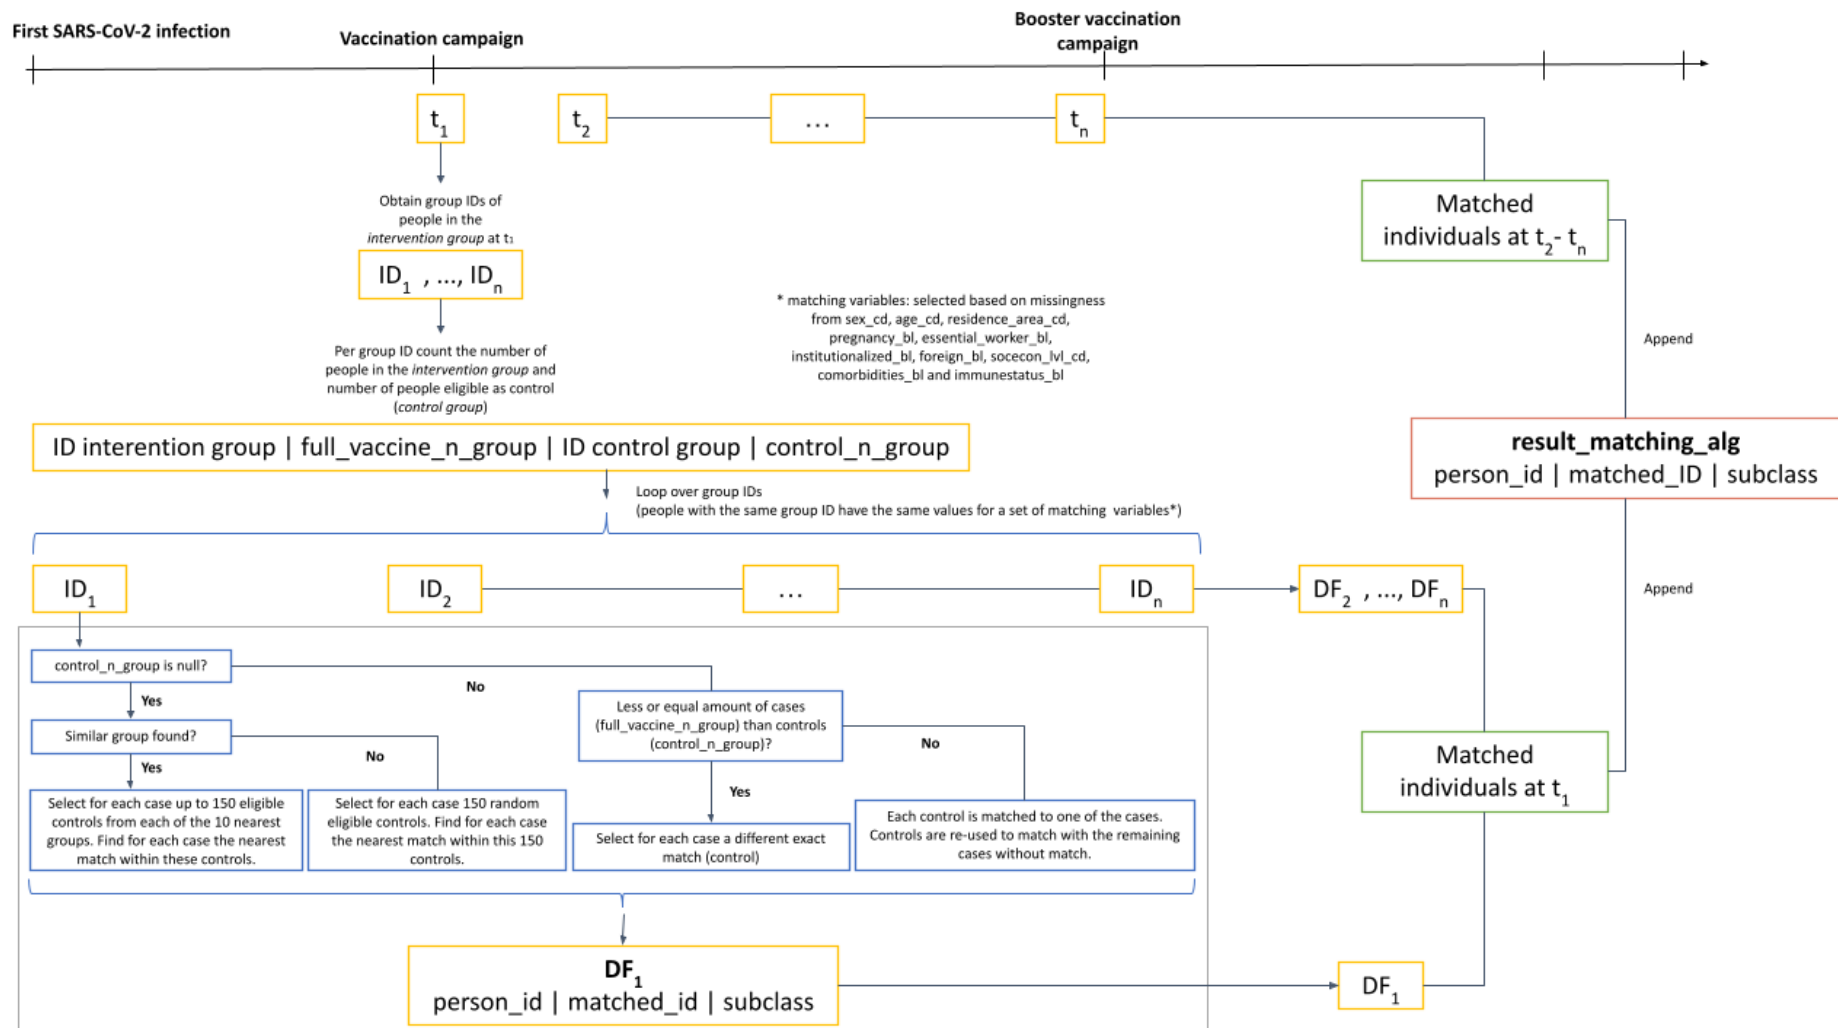 First SARS-CoV-2 infection
Vaccination campaign
Booster vaccination
campaign
t1
t2
...
tn
Obtain group IDs of
people in the
intervention group at t1
ID1 , ..., IDn
Per group ID count the number of
people in the intervention group and
number of people eligible as control
(control group)
* matching variables: selected based on missingness
from sex_cd, age_cd, residence_area_cd,
pregnancy_bl, essential_worker_bl,
institutionalized_bl, foreign_bl, socecon_lvl_cd,
comorbidities_bl and immunestatus_bl
Matched
individuals at t2- tn
Append
ID interention group | full_vaccine_n_group | ID control group | control_n_group
result_matching_alg
person_id | matched_ID | subclass
Loop over group IDs
(people with the same group ID have the same values for a set of matching variables*)
ID1
ID2
...
IDn
DF2 , ..., DFn
Append
control_n_group is null?
Yes
No
Similar group found?
Yes
No
Less or equal amount of cases
(full_vaccine_n_group) than controls
(control_n_group)?
No
Yes
Matched
individuals at t1
Select for each case up to 150 eligible
controls from each of the 10 nearest
groups. Find for each case the nearest
match within these controls.
Select for each case 150 random
eligible controls. Find for each case
the nearest match within this 150
controls.
Select for each case a different exact
match (control)
Each control is matched to one of the cases.
Controls are re-used to match with the remaining
cases without match.
DF1
person_id | matched_id | subclass
DF1